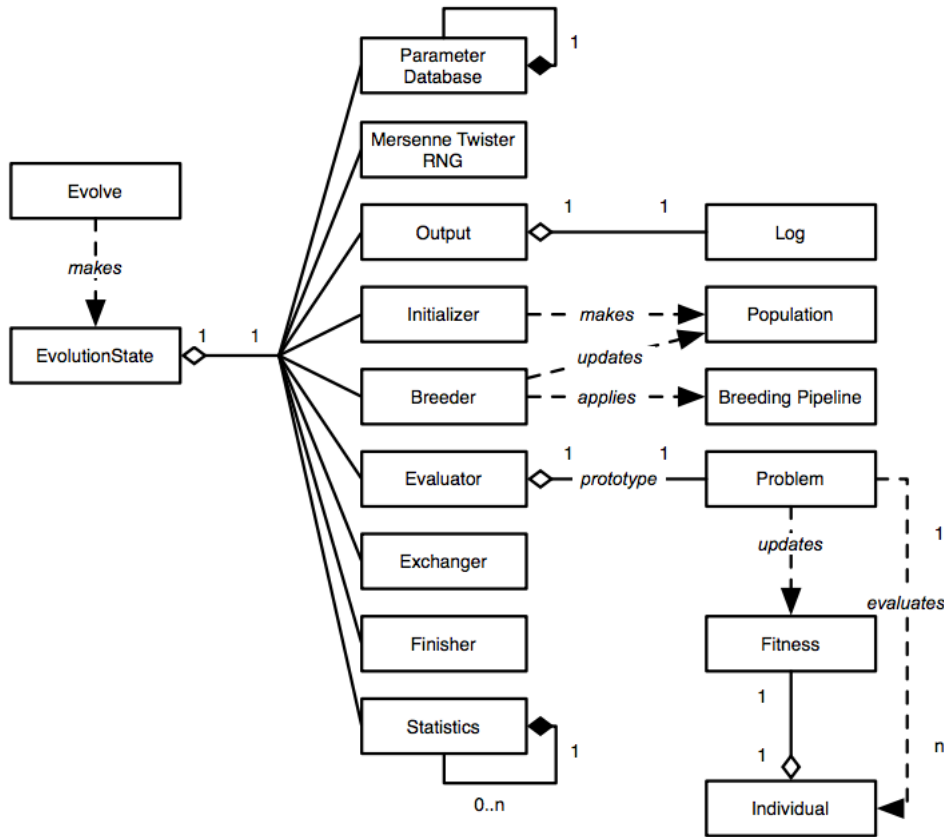 1
Parameter
Database
Mersenne Twister
RNG
Evolve
1
1
Output
Log
makes
Initializer
makes
Population
1
1
EvolutionState
updates
Breeder
applies
Breeding Pipeline
1
1
Evaluator
prototype
Problem
1
updates
Exchanger
evaluates
Finisher
Fitness
1
Statistics
1
1
n
0..n
Individual